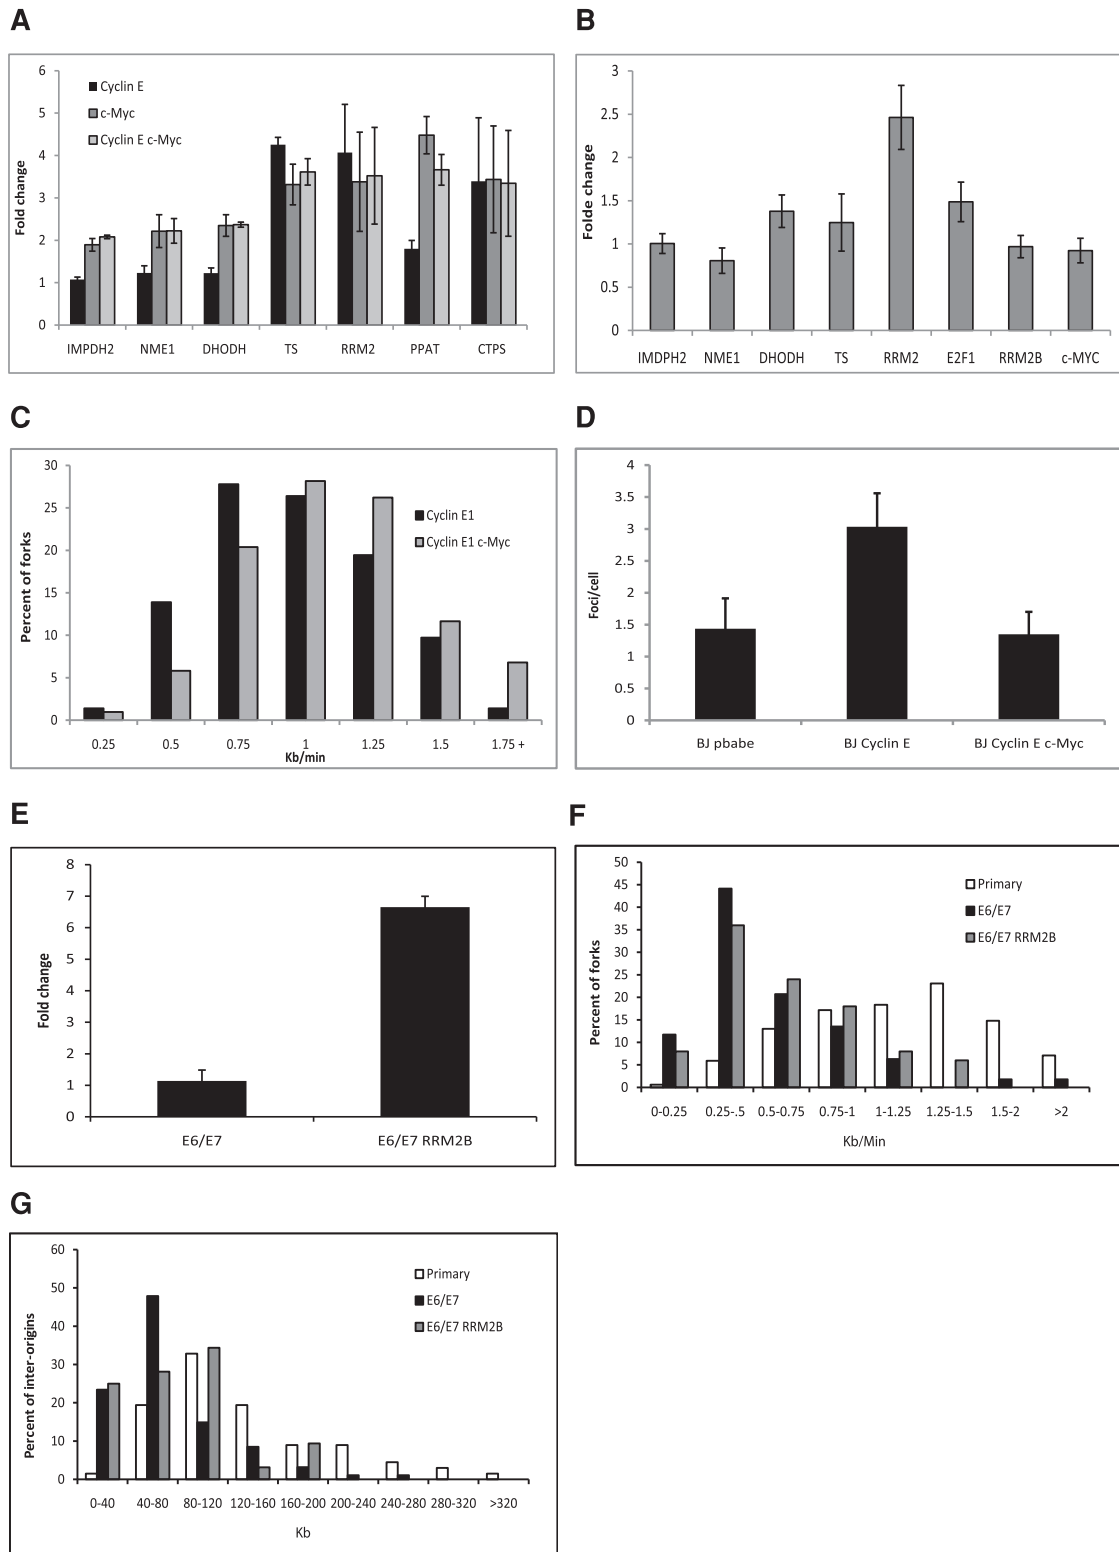 A
6
5
4
3
2
1
0
Fold change
Cyclin E
c-Myc
Cyclin E c-Myc
IMPDH2 NME1 DHODH TS RRM2 PPAT CTPS
B
3
2.5
2
1.5
1
0.5
0
Folde change
IMDPH2 NME1 DHODH TS RRM2 E2F1 RRM2B c-MYC
C
30
25
20
15
10
5
0
Percent of forks
Cyclin E1
Cyclin E1 c-Myc
0.25 0.5 0.75 1 1.25 1.5 1.75 +
Kb/min
D
4
3.5
3
2.5
2
1.5
1
0.5
0
Foci/cell
BJ pbabe BJ Cyclin E BJ Cyclin E c-Myc
E
8
7
6
5
4
3
2
1
0
Fold change
E6/E7 E6/E7 RRM2B
F
50
45
40
35
30
25
20
15
10
5
0
Percent of forks
Primary
E6/E7
E6/E7 RRM2B
0-0.25 0.25-.5 0.5-0.75 0.75-1 1-1.25 1.25-1.5 1.5-2 >2
Kb/Min
G
60
50
40
30
20
10
0
Percent of inter-origins
Primary
E6/E7
E6/E7 RRM2B
0-40 40-80 80-120 120-160 160-200 200-240 240-280 280-320 >320
Kb